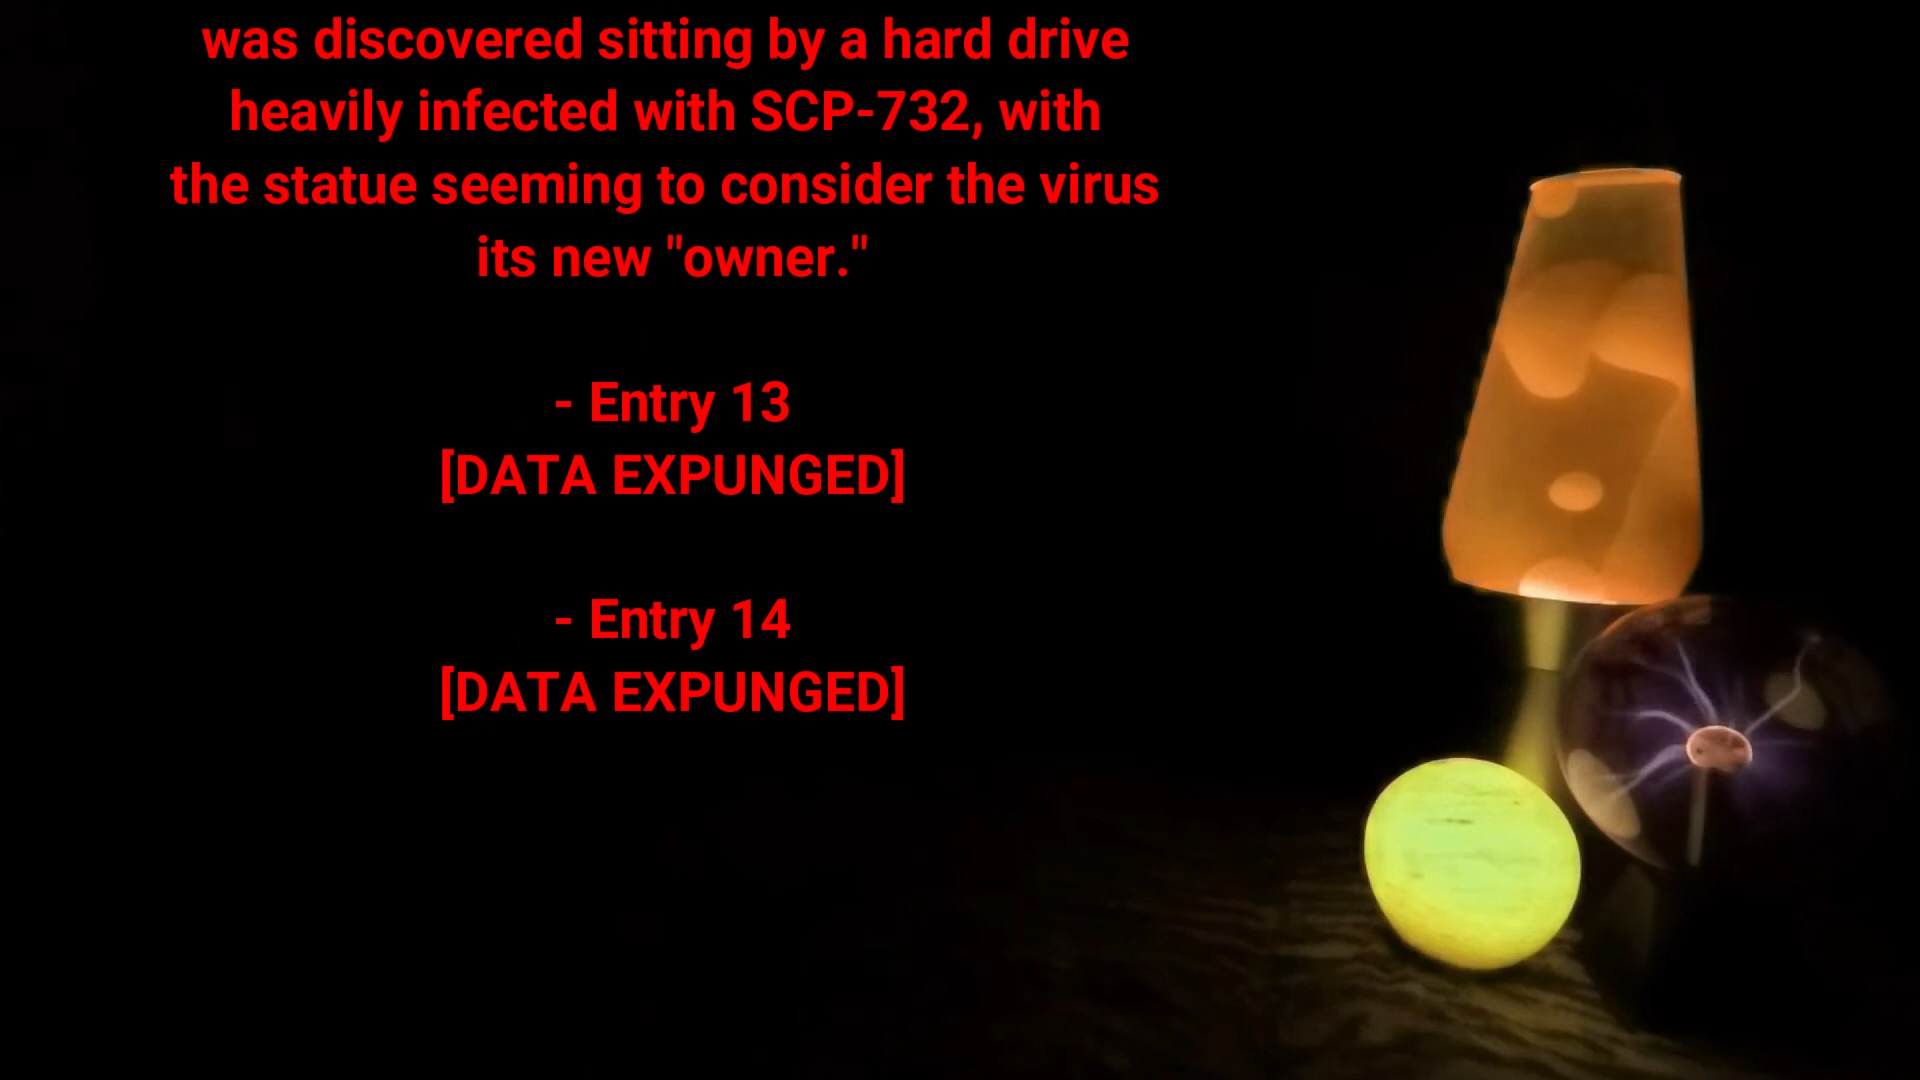 was discovered sitting by a hard drive
heavily infected with SCP-732, with
the statue seeming to consider the virus
its new "owner."
- Entry 13
[DATA EXPUNGED]
- Entry 14
[DATA EXPUNGED]